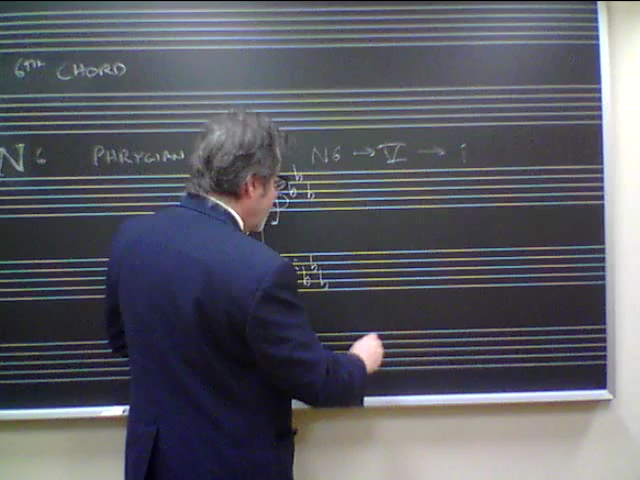 6TH CHORD
N6 PHRYGIAN N6 → V → i